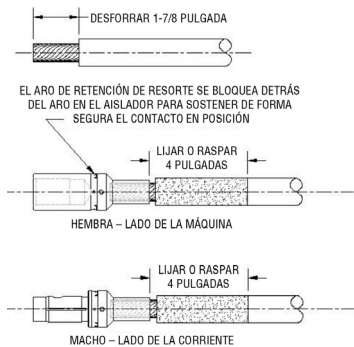 DESFORRAR 1-7/8 PULGADA
EL ARO DE RETENCIÓN DE RESORTE SE BLOQUEA DETRÁS
DEL ARO EN EL AISLADOR PARA SOSTENER DE FORMA
SEGURA EL CONTACTO EN POSICIÓN
LIJAR O RASPAR
4 PULGADAS
HEMBRA – LADO DE LA MÁQUINA
LIJAR O RASPAR
4 PULGADAS
MACHO – LADO DE LA CORRIENTE